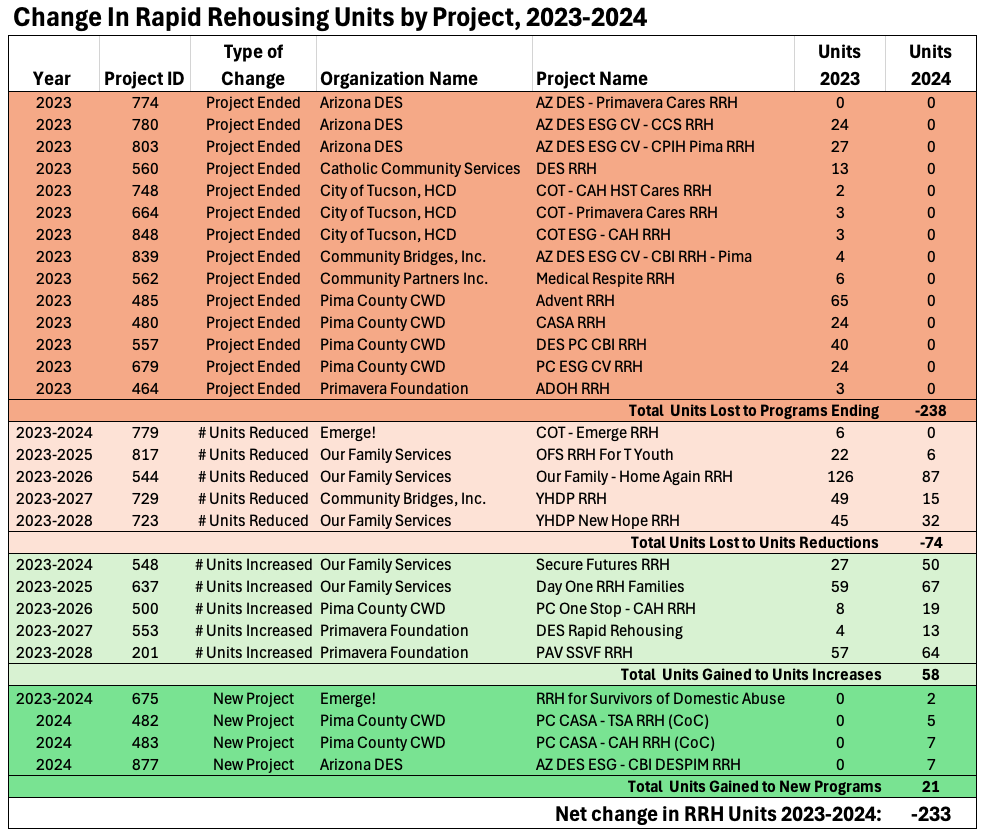 Change In Rapid Rehousing Units by Project, 2023-2024
Year Project ID Type of Change Organization Name Project Name Units 2023 Units 2024
2023 774 Project Ended Arizona DES AZ DES - Primavera Cares RRH 0 0
2023 780 Project Ended Arizona DES AZ DES ESG CV - CCS RRH 24 0
2023 803 Project Ended Arizona DES AZ DES ESG CV - CPIH Pima RRH 27 0
2023 560 Project Ended Catholic Community Services DES RRH 13 0
2023 748 Project Ended City of Tucson, HCD COT - CAH HST Cares RRH 2 0
2023 664 Project Ended City of Tucson, HCD COT - Primavera Cares RRH 3 0
2023 848 Project Ended City of Tucson, HCD COT ESG - CAH RRH 3 0
2023 839 Project Ended Community Bridges, Inc. AZ DES ESG CV - CBI RRH - Pima 4 0
2023 562 Project Ended Community Partners Inc. Medical Respite RRH 6 0
2023 485 Project Ended Pima County CWD Advent RRH 65 0
2023 480 Project Ended Pima County CWD CASA RRH 24 0
2023 557 Project Ended Pima County CWD DES PC CBI RRH 40 0
2023 679 Project Ended Pima County CWD PC ESG CV RRH 24 0
2023 464 Project Ended Primavera Foundation ADOH RRH 3 0
Total Units Lost to Programs Ending -238
2023-2024 779 # Units Reduced Emerge! COT - Emerge RRH 6 0
2023-2025 817 # Units Reduced Our Family Services OFS RRH For T Youth 22 6
2023-2026 544 # Units Reduced Our Family Services Our Family - Home Again RRH 126 87
2023-2027 729 # Units Reduced Community Bridges, Inc. YHDP RRH 49 15
2023-2028 723 # Units Reduced Our Family Services YHDP New Hope RRH 45 32
Total Units Lost to Units Reductions -74
2023-2024 548 # Units Increased Our Family Services Secure Futures RRH 27 50
2023-2025 637 # Units Increased Our Family Services Day One RRH Families 59 67
2023-2026 500 # Units Increased Pima County CWD PC One Stop - CAH RRH 8 19
2023-2027 553 # Units Increased Primavera Foundation DES Rapid Rehousing 4 13
2023-2028 201 # Units Increased Primavera Foundation PAV SSVF RRH 57 64
Total Units Gained to Units Increases 58
2023-2024 675 New Project Emerge! RRH for Survivors of Domestic Abuse 0 2
2024 482 New Project Pima County CWD PC CASA - TSA RRH (CoC) 0 5
2024 483 New Project Pima County CWD PC CASA - CAH RRH (CoC) 0 7
2024 877 New Project Arizona DES AZ DES ESG - CBI DESPIM RRH 0 7
Total Units Gained to New Programs 21
Net change in RRH Units 2023-2024: -233